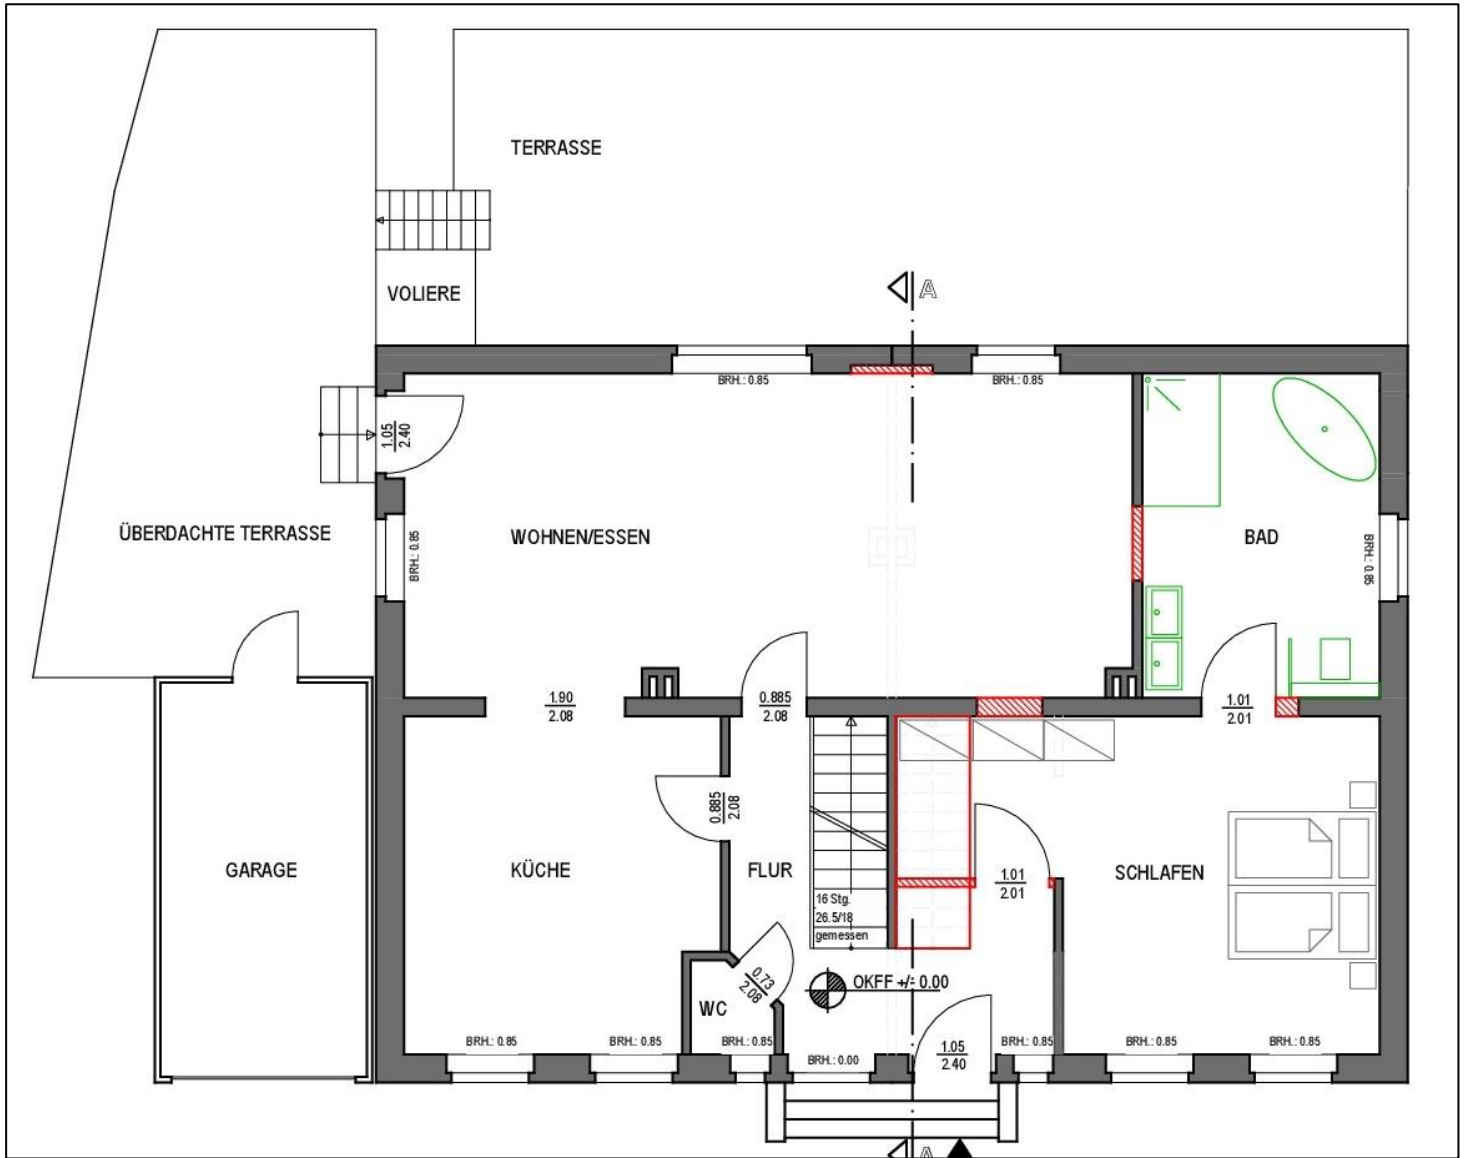 TERRASSE
VOLIERE
A
BRH.: 0.85
BRH.: 0.85
1.05
2.40
ÜBERDACHTE TERRASSE
BRH.: 0.85
WOHNEN/ESSEN
BAD
BRH.: 0.85
1.90
2.08
0.885
2.08
1.01
2.01
0.885
2.08
GARAGE
KÜCHE
FLUR
1.01
2.01
SCHLAFEN
16 Stg.
26.5/18
gemessen
0.73
2.08
WC
OKFF +/- 0.00
BRH.: 0.85
BRH.: 0.85
BRH.: 0.85
BRH.: 0.00
1.05
2.40
BRH.: 0.85
BRH.: 0.85
BRH.: 0.85
A